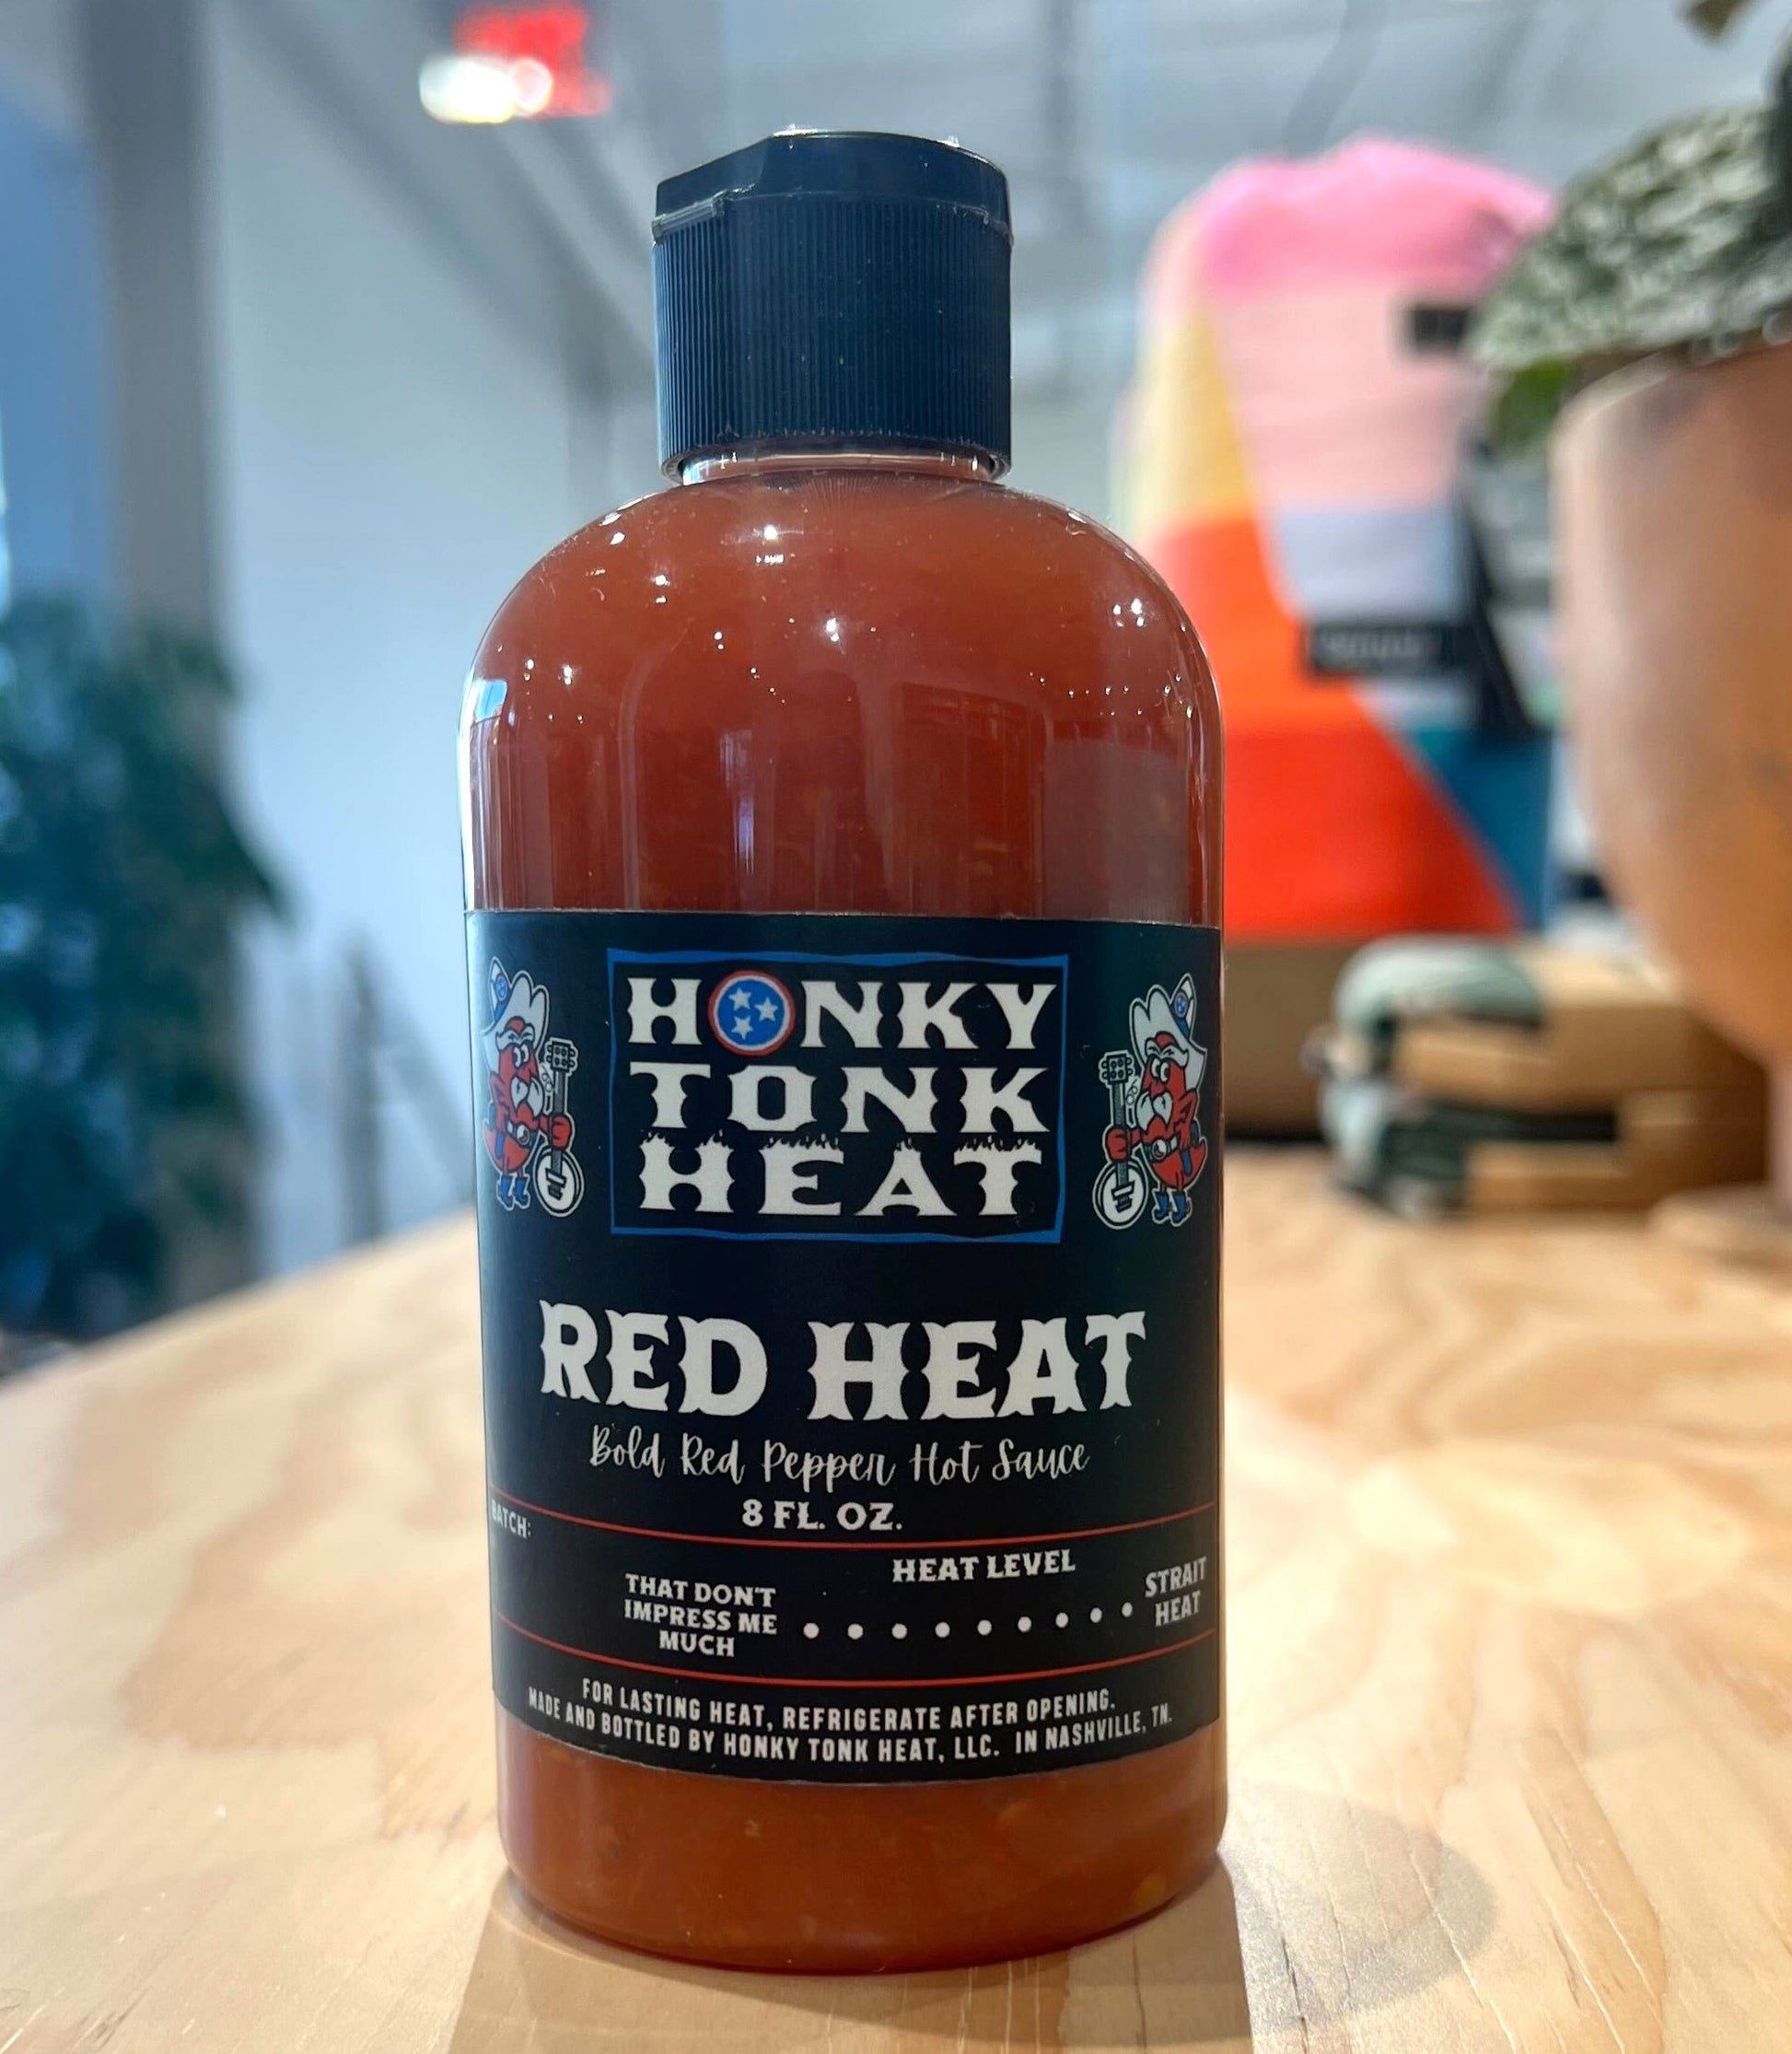 HONKY
TONK
HEAT
RED HEAT
Bold Red Pepper Hot Sauce
8 FL. OZ.
BATCH:
HEAT LEVEL
THAT DON'T
IMPRESS ME
MUCH
STRAIT
HEAT
FOR LASTING HEAT, REFRIGERATE AFTER OPENING.
MADE AND BOTTLED BY HONKY TONK HEAT, LLC. IN NASHVILLE, TN.